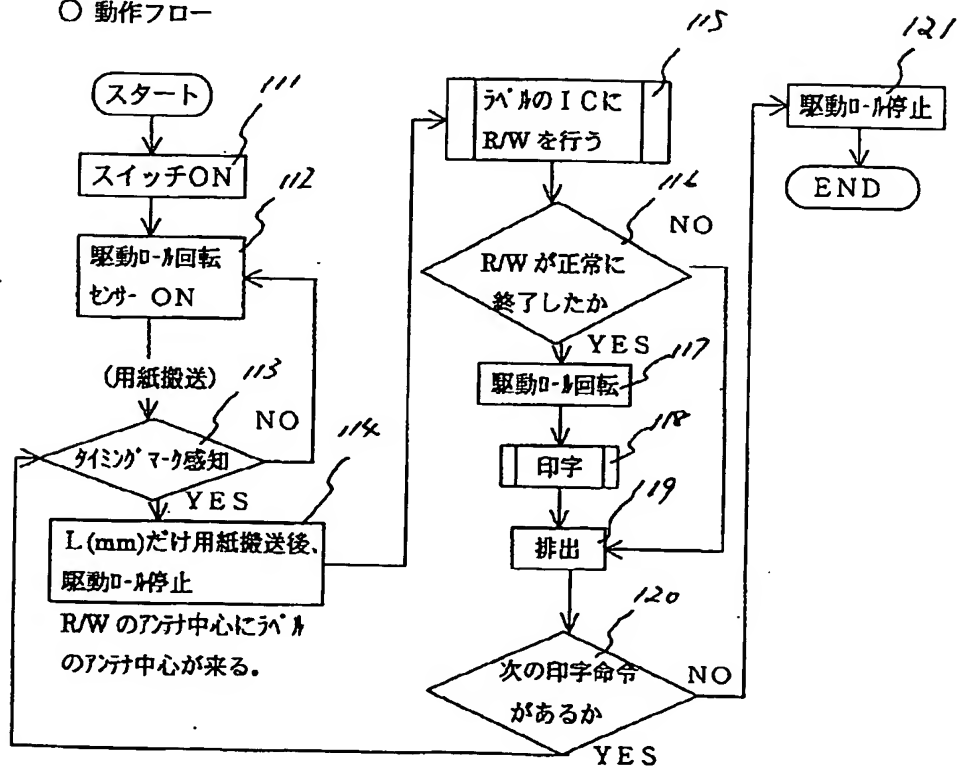 ○ 動作フロー
スタート
111
スイッチON
112
駆動ロール回転
センサー ON
(用紙搬送)
113
タイミングマーク感知
NO
YES
114
L(mm)だけ用紙搬送後、
駆動ロール停止
R/Wのアンテナ中心にラベル
のアンテナ中心が来る。
115
ラベルのICに
R/Wを行う
116
NO
R/Wが正常に
終了したか
YES
117
駆動ロール回転
118
印字
119
排出
120
次の印字命令
があるか
NO
YES
121
駆動ロール停止
END